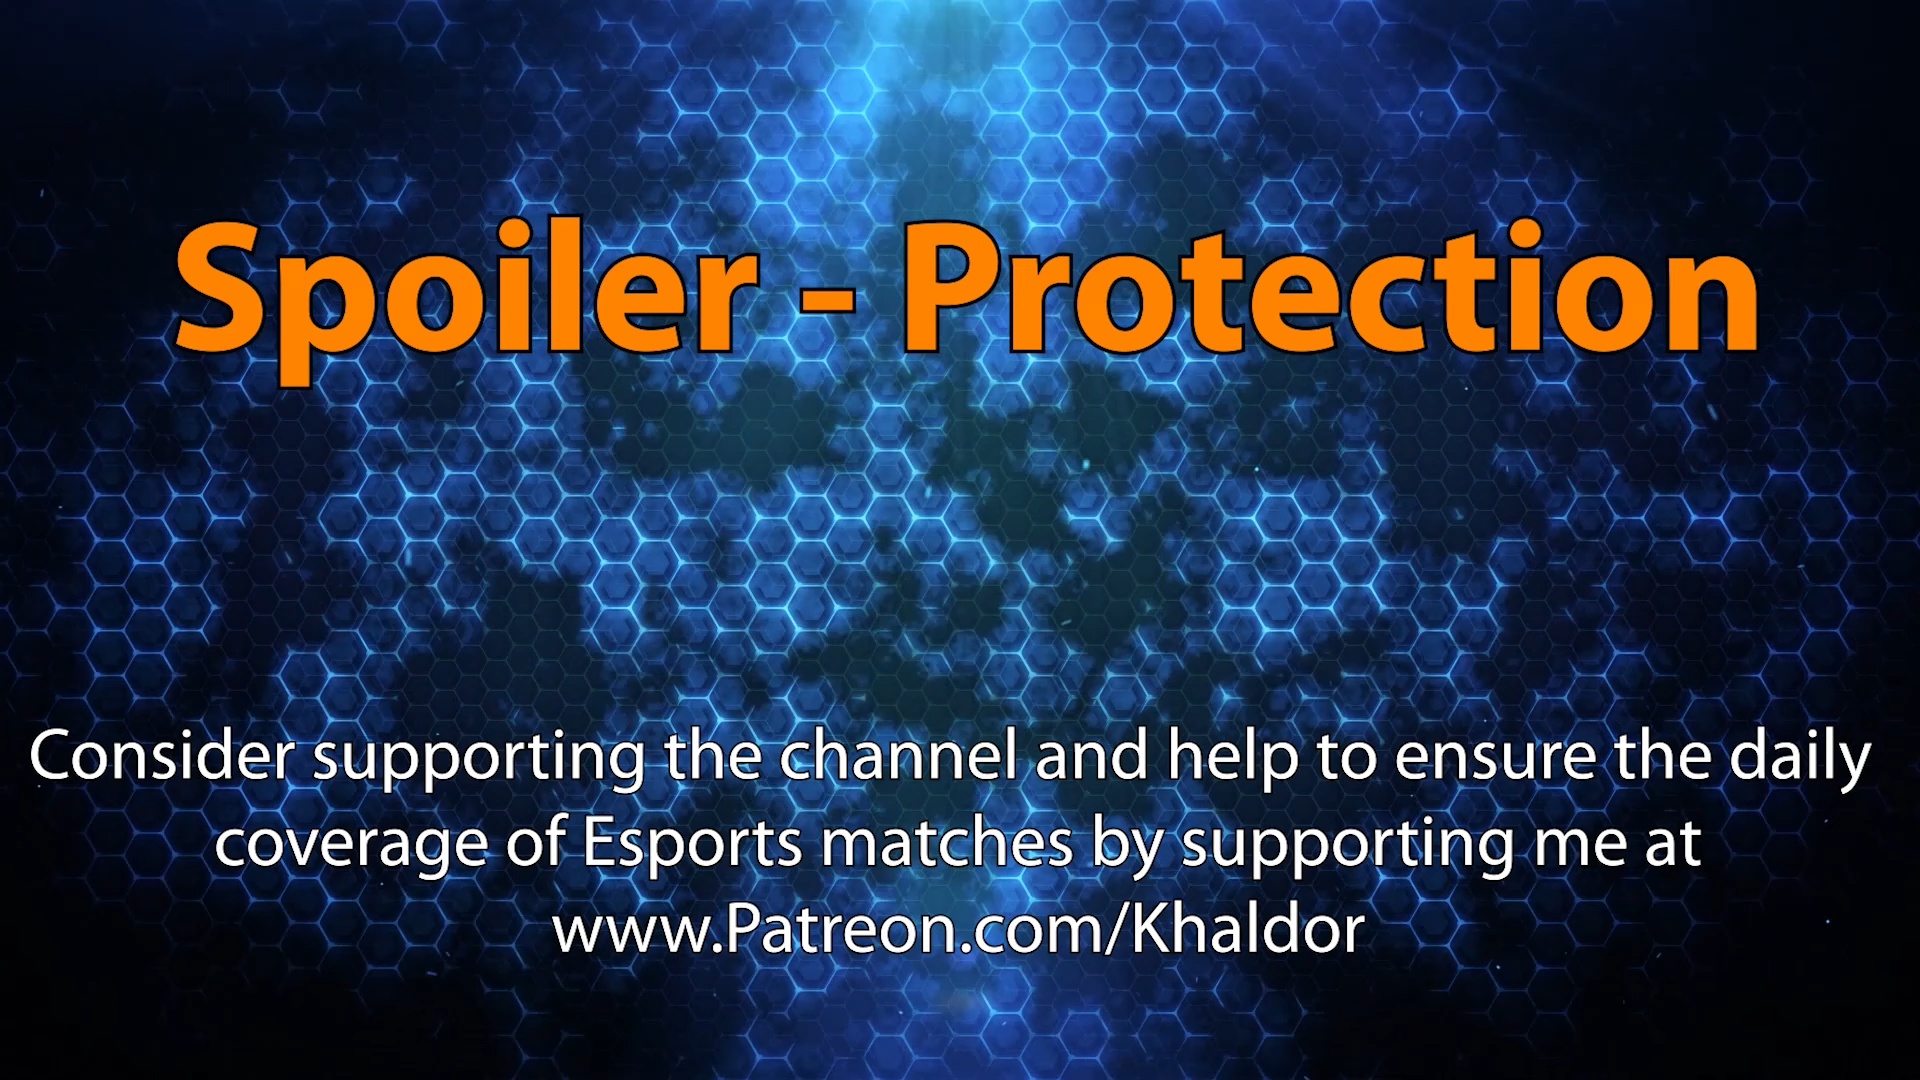 Spoiler - Protection
Consider supporting the channel and help to ensure the daily
coverage of Esports matches by supporting me at
www.Patreon.com/Khaldor